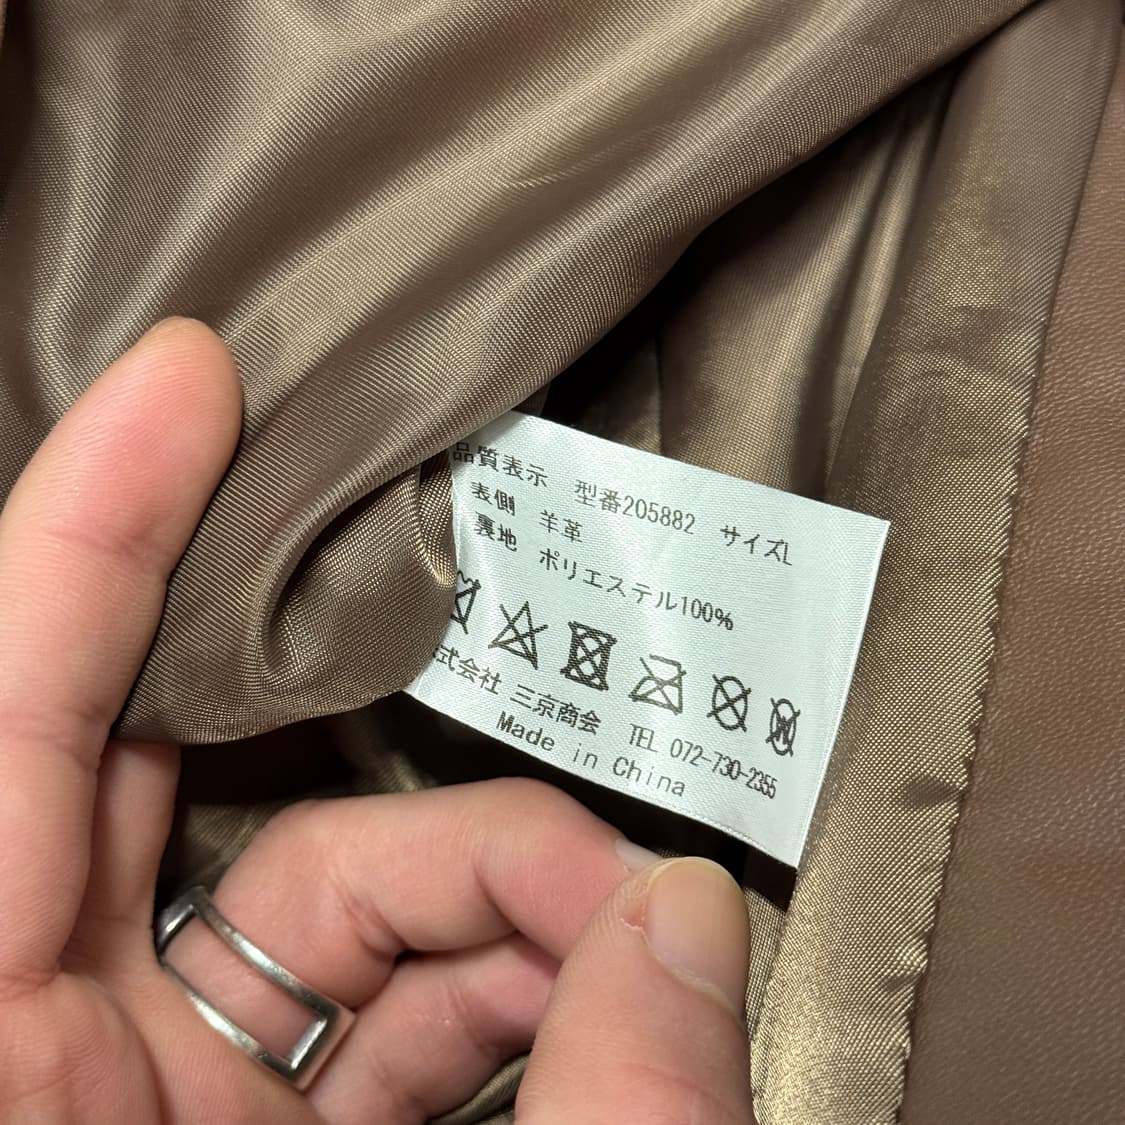 品質表示 型番205882 サイズL
表側 羊革
裏地 ポリエステル100%
式会社 三京商会 TEL 072-730-2355
Made in China